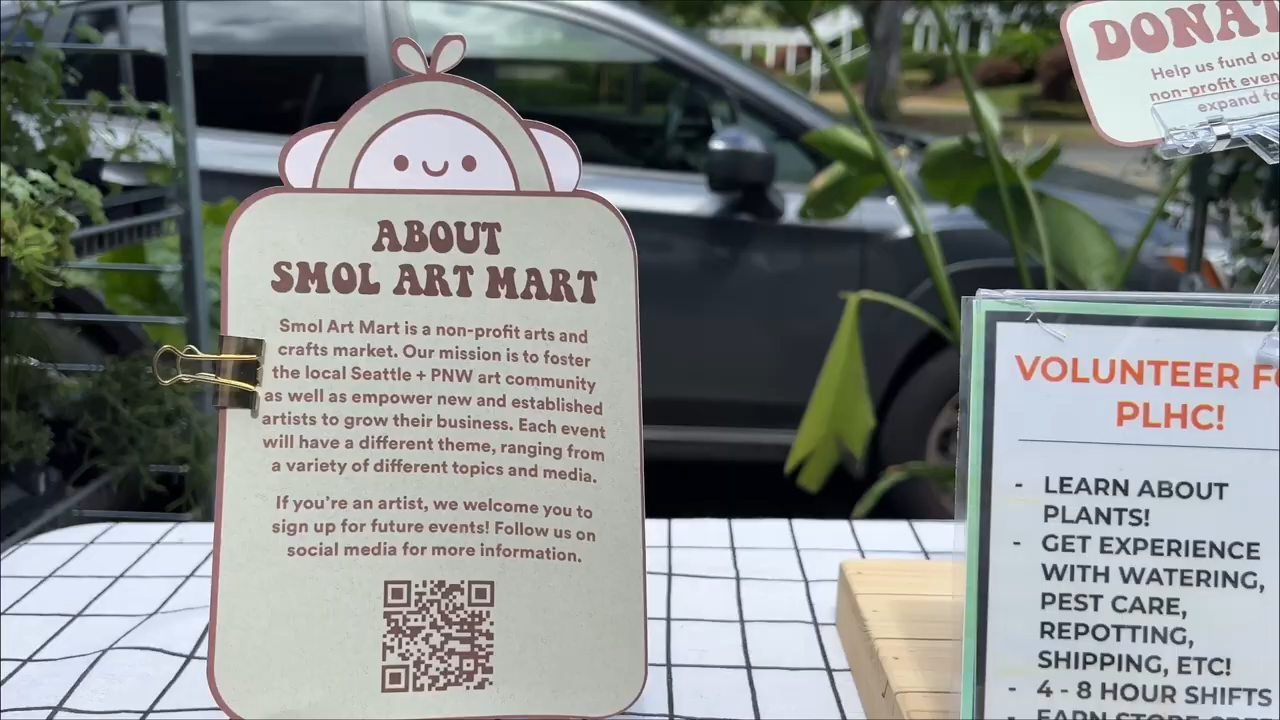 ABOUT
SMOL ART MART
Smol Art Mart is a non-profit arts and
crafts market. Our mission is to foster
the local Seattle + PNW art community
as well as empower new and established
artists to grow their business. Each event
will have a different theme, ranging from
a variety of different topics and media.
If you're an artist, we welcome you to
sign up for future events! Follow us on
social media for more information.
Help us fund
non-profit
expand
VOLUNTEER
PLHC!
- LEARN ABOUT
PLANTS!
- GET EXPERIENCE
WITH WATERING,
PEST CARE,
REPOTTING,
SHIPPING, ETC!
- 4 - 8 HOUR SHIFTS